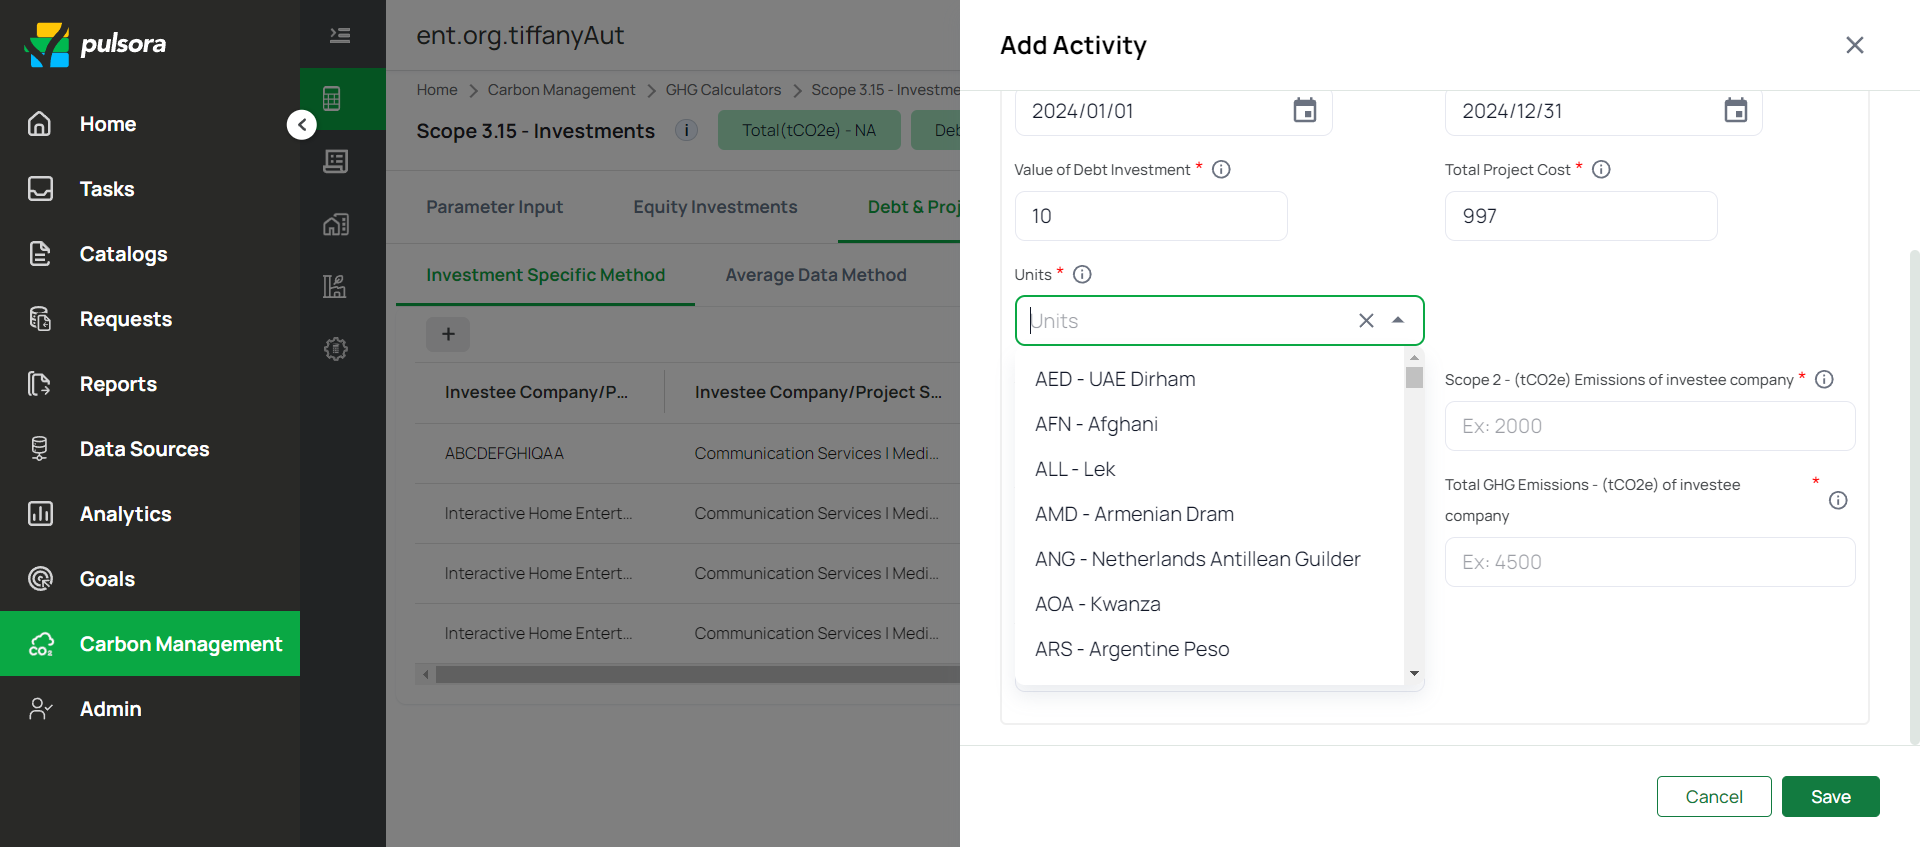 pulsora
Home
Tasks
Catalogs
Requests
Reports
Data Sources
Analytics
Goals
Carbon Management
Admin
ent.org.tiffanyAut
Home > Carbon Management > GHG Calculators > Scope 3.15 - Investme
Scope 3.15 - Investments
Total(tCO2e) - NA
Deb
Parameter Input
Equity Investments
Debt & Proj
Investment Specific Method
Average Data Method
+
Investee Company/P...
Investee Company/Project S...
ABCDEFGHIQAA
Communication Services | Medi...
Interactive Home Entert...
Communication Services | Medi...
Interactive Home Entert...
Communication Services | Medi...
Interactive Home Entert...
Communication Services | Medi...
Add Activity
2024/01/01
2024/12/31
Value of Debt Investment *
Total Project Cost *
10
997
Units *
Units
AED - UAE Dirham
AFN - Afghani
ALL - Lek
AMD - Armenian Dram
ANG - Netherlands Antillean Guilder
AOA - Kwanza
ARS - Argentine Peso
Scope 2 - (tCO2e) Emissions of investee company *
Ex: 2000
Total GHG Emissions - (tCO2e) of investee *
company
Ex: 4500
Cancel
Save